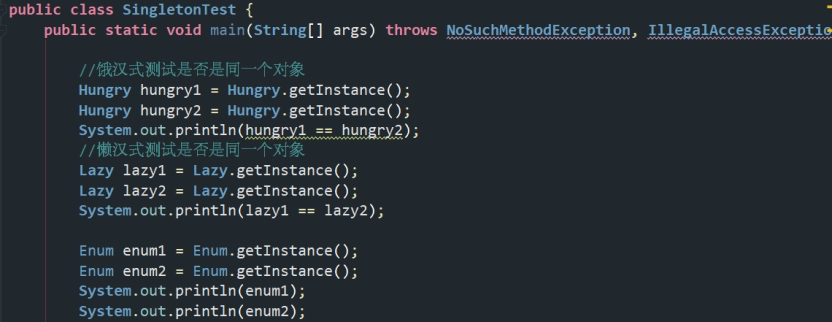 public class SingletonTest {
public static void main(String[] args) throws NoSuchMethodException, IllegalAccessExceptio
//饿汉式测试是否是同一个对象
Hungry hungry1 = Hungry.getInstance();
Hungry hungry2 = Hungry.getInstance();
System.out.println(hungry1 == hungry2);
//懒汉式测试是否是同一个对象
Lazy lazy1 = Lazy.getInstance();
Lazy lazy2 = Lazy.getInstance();
System.out.println(lazy1 == lazy2);
Enum enum1 = Enum.getInstance();
Enum enum2 = Enum.getInstance();
System.out.println(enum1);
System.out.println(enum2);